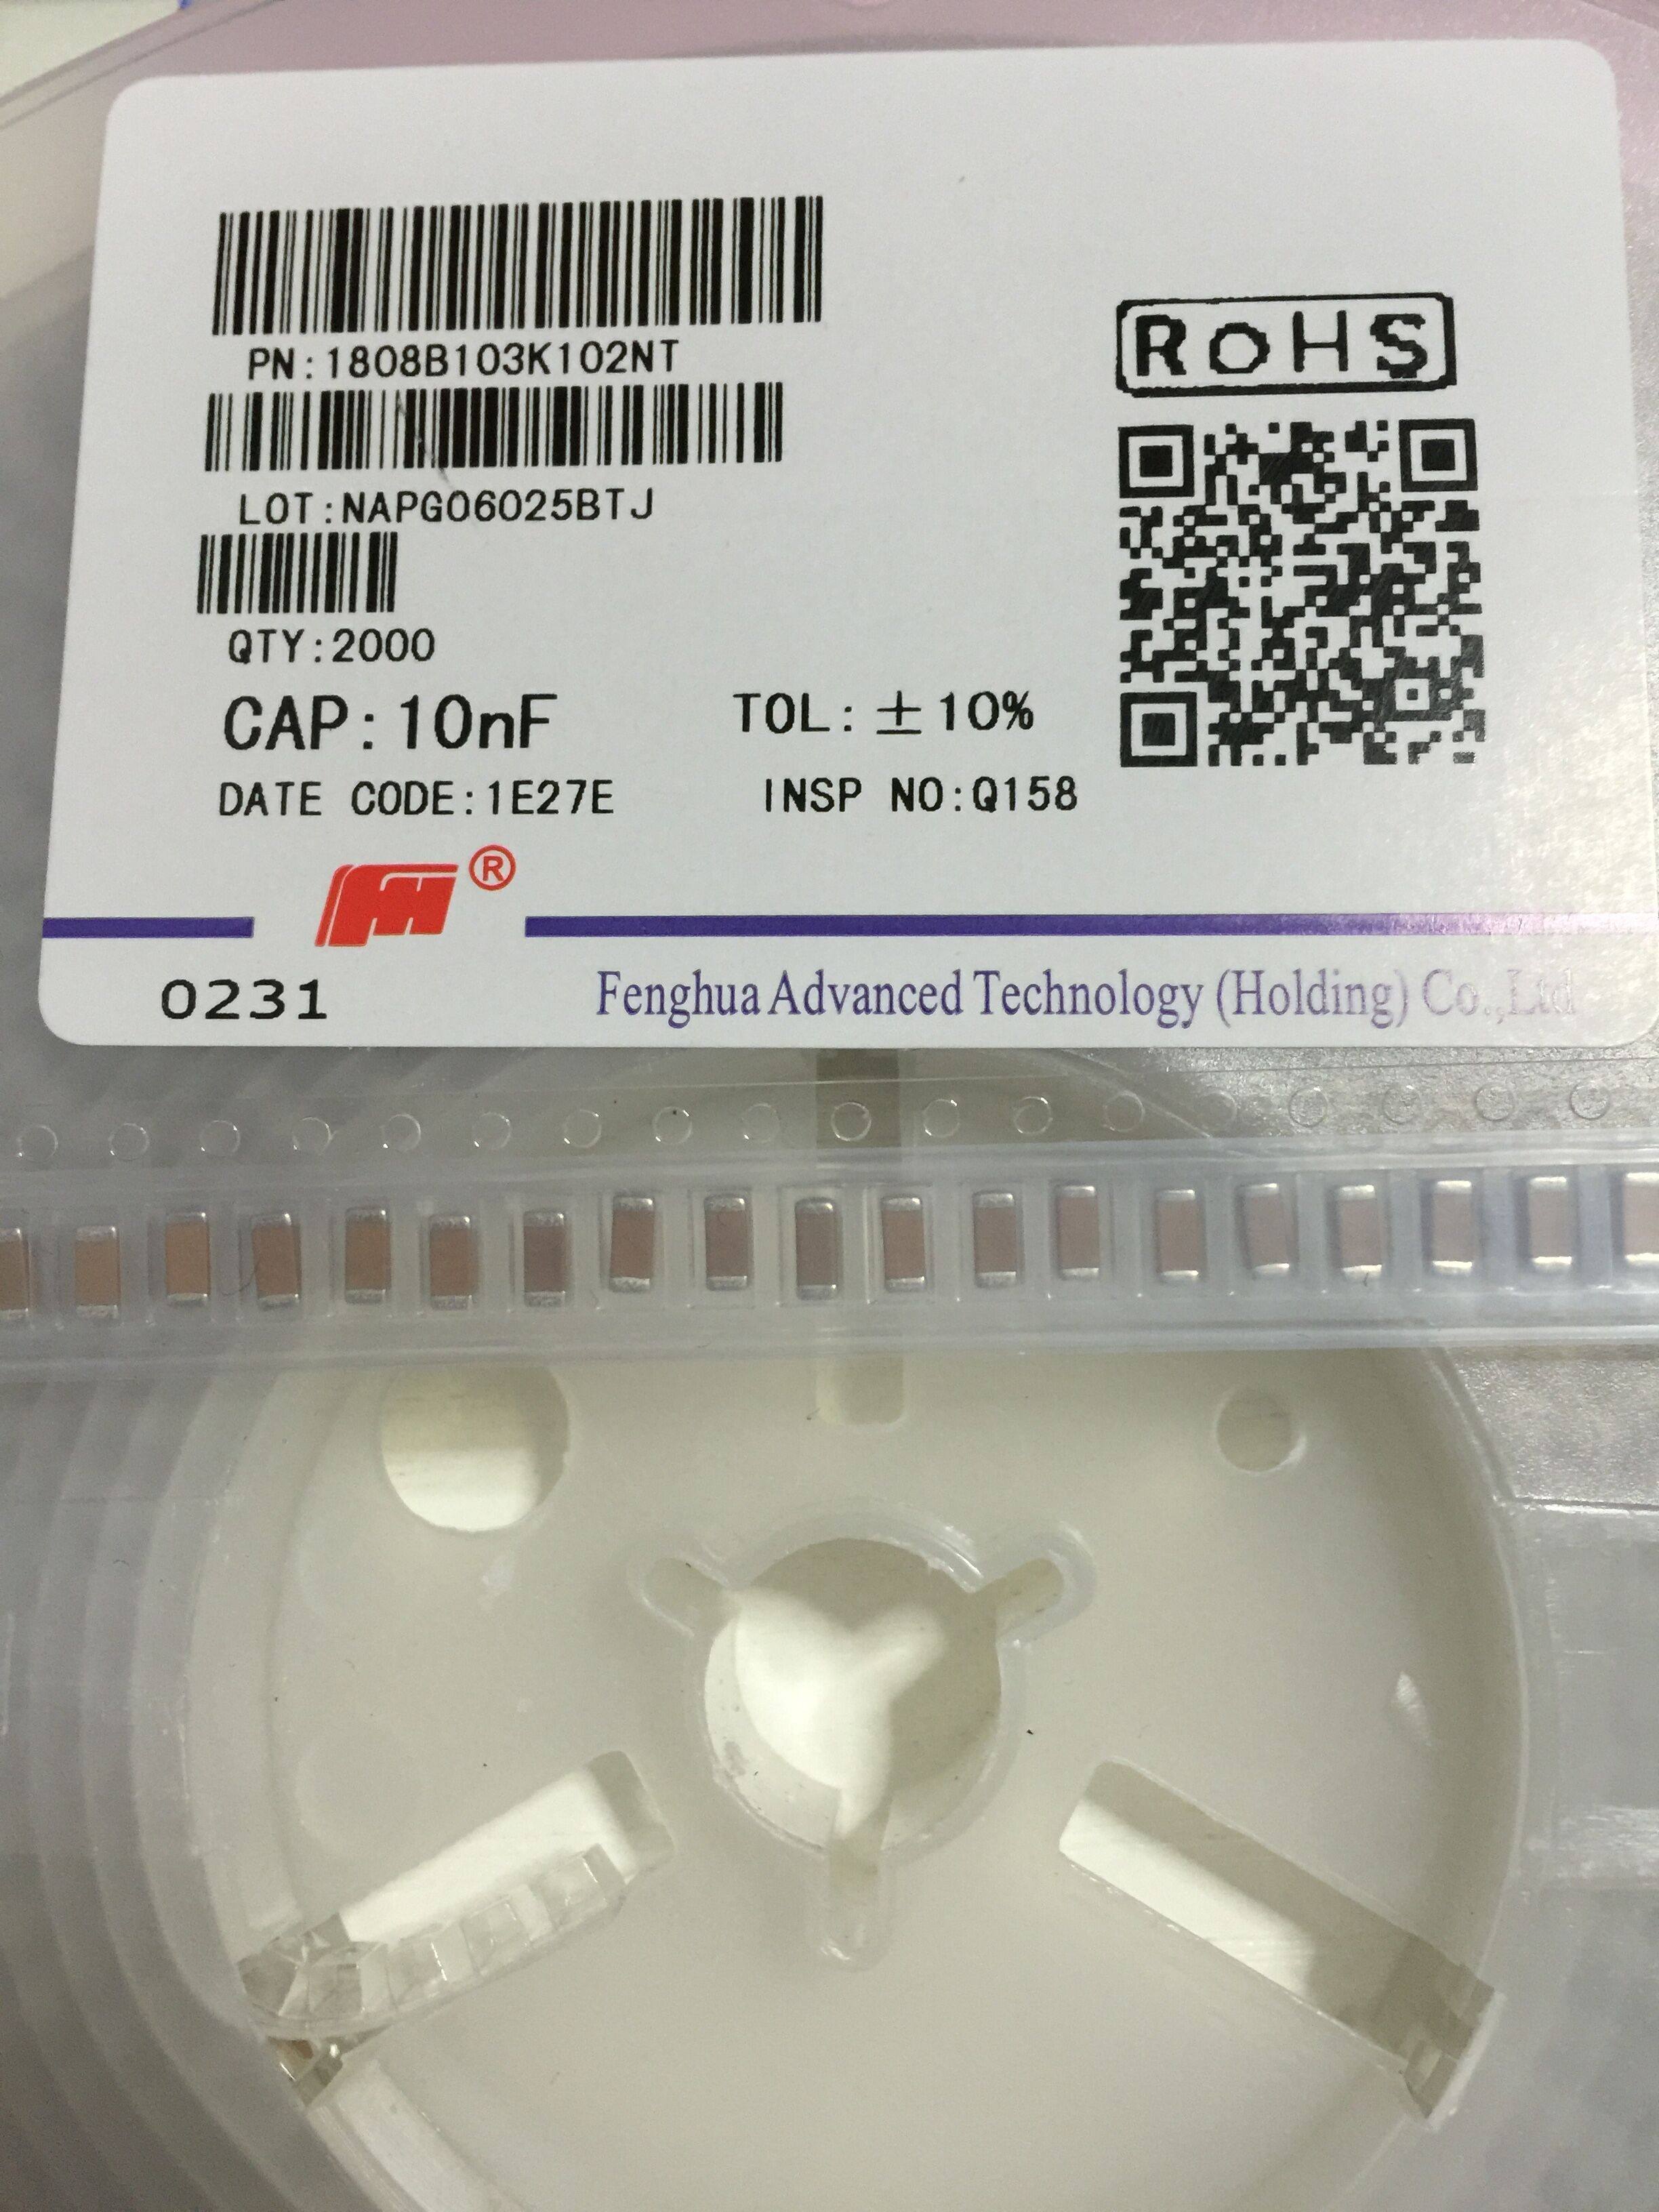 PN:1808B103K102NT
RoHS
LOT:NAPG06025BTJ
QTY:2000
CAP:10nF TOL:±10%
DATE CODE:1E27E INSP NO:Q158
®
0231 Fenghua Advanced Technology (Holding) Co.,Ltd